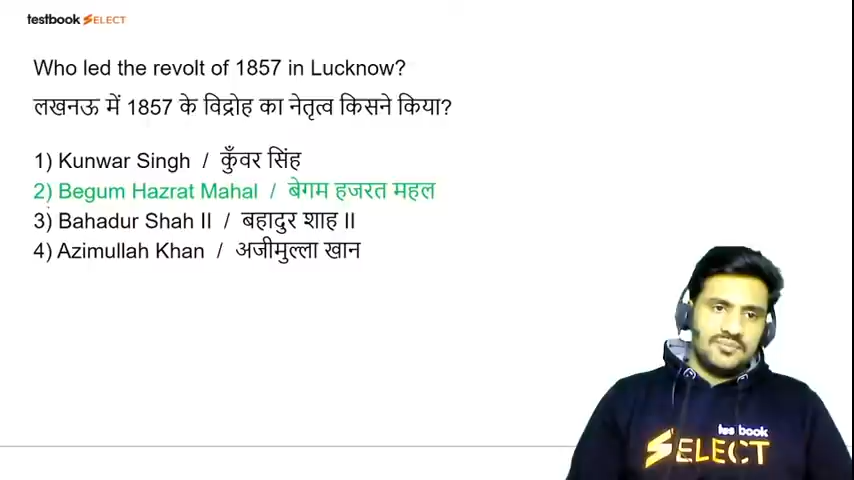 testbook SELECT
Who led the revolt of 1857 in Lucknow?
लखनऊ में 1857 के विद्रोह का नेतृत्व किसने किया?
1) Kunwar Singh / कुँवर सिंह
2) Begum Hazrat Mahal / बेगम हजरत महल
3) Bahadur Shah II / बहादुर शाह II
4) Azimullah Khan / अजीमुल्ला खान
testbook
SELECT